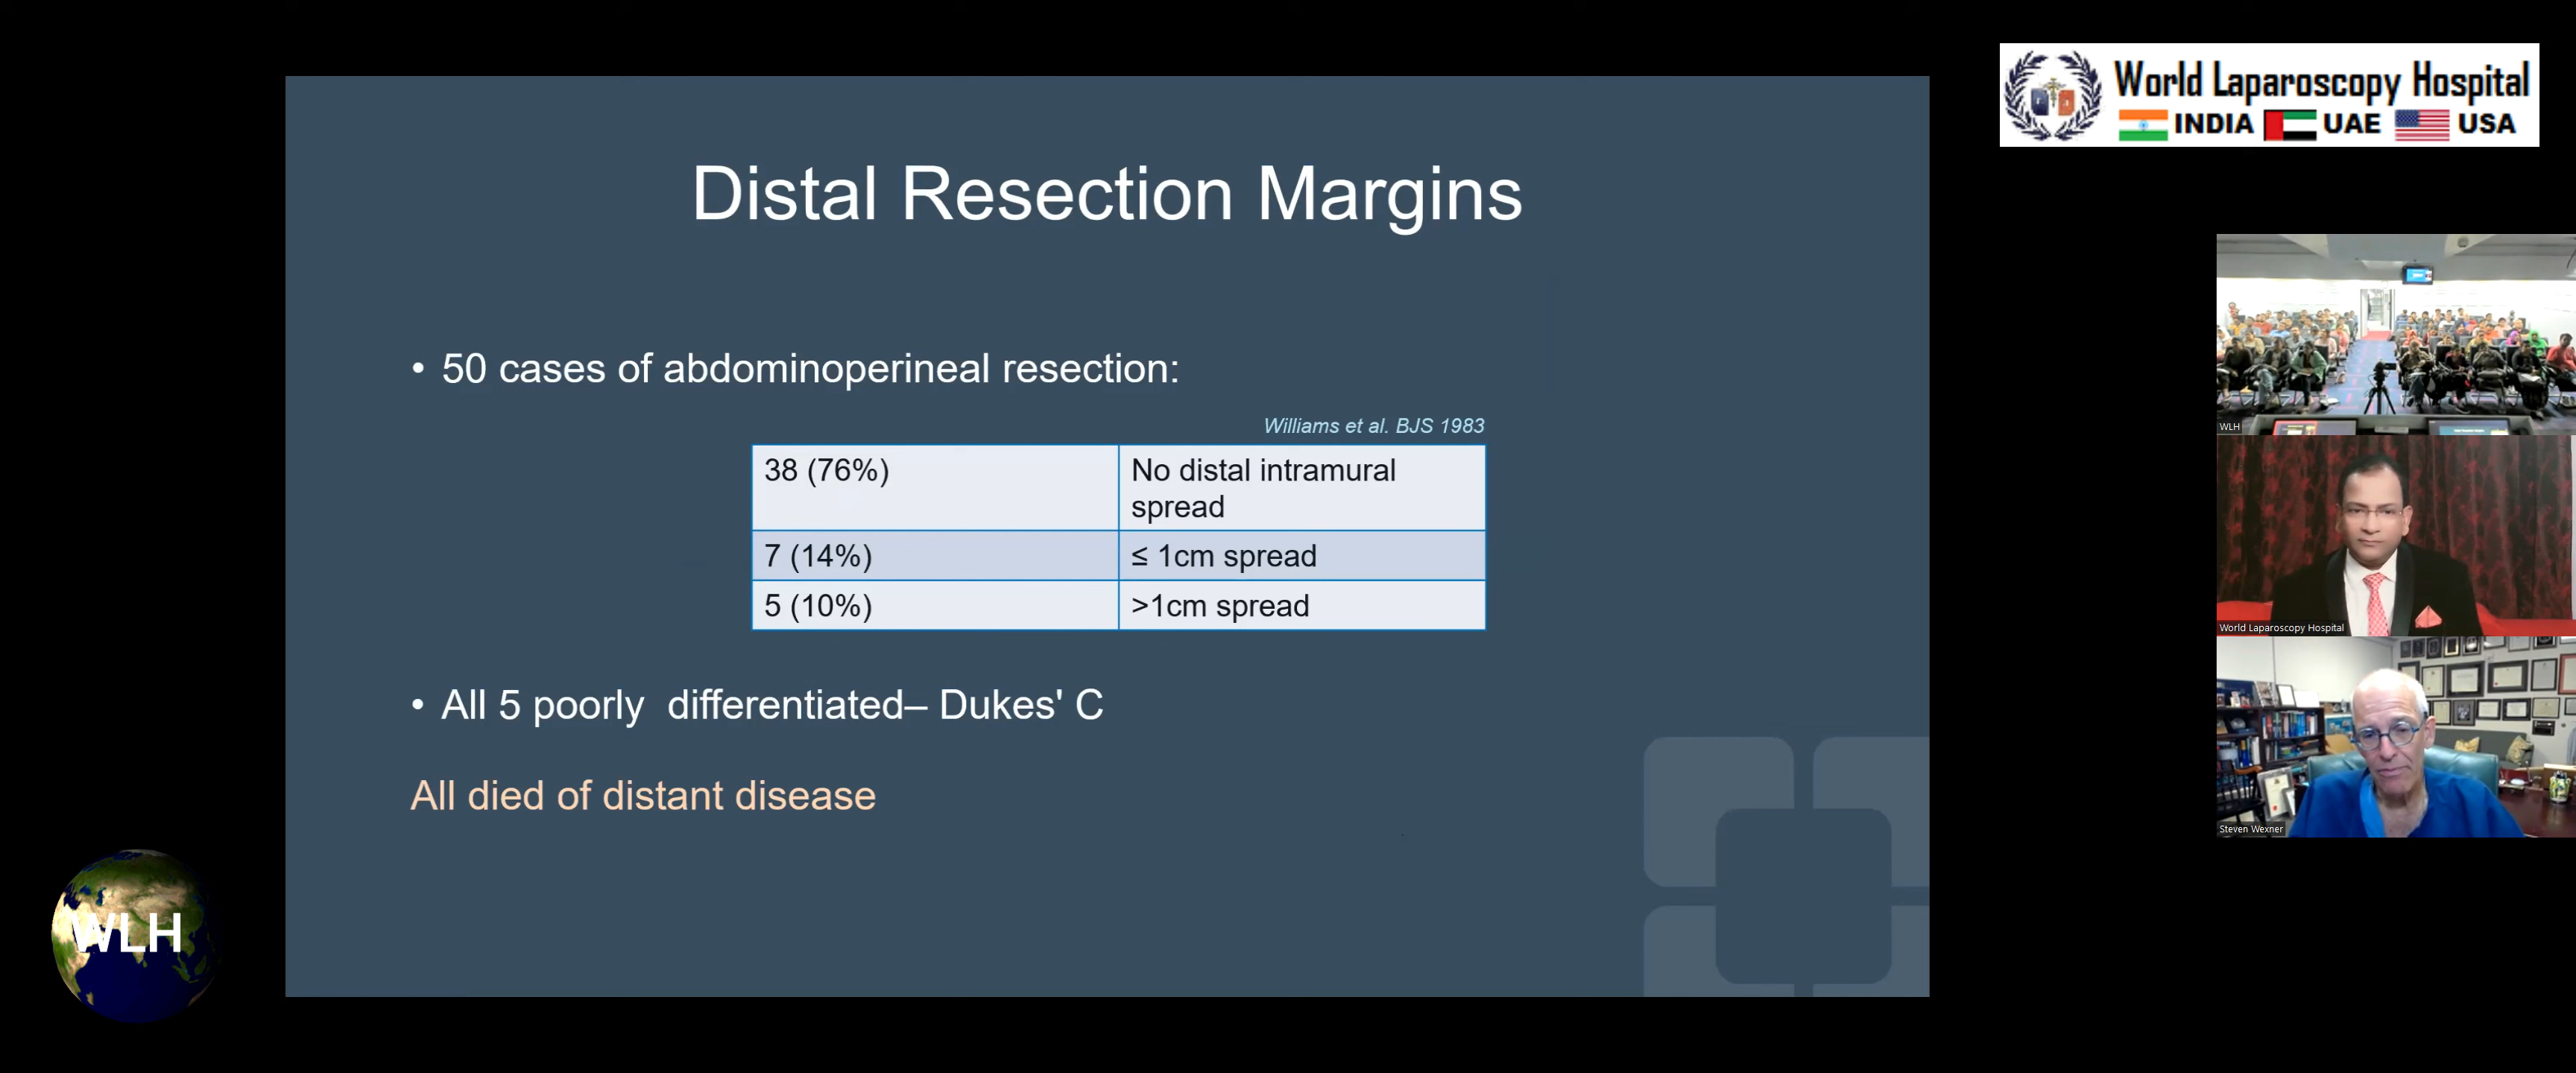 World Laparoscopy Hospital
INDIA UAE USA
Distal Resection Margins
• 50 cases of abdominoperineal resection:
Williams et al. BJS 1983
38 (76%) No distal intramural
spread
7 (14%) ≤ 1cm spread
5 (10%) >1cm spread
• All 5 poorly differentiated– Dukes' C
All died of distant disease
WLH
World Laparoscopy Hospital
Steven Wexner
WLH